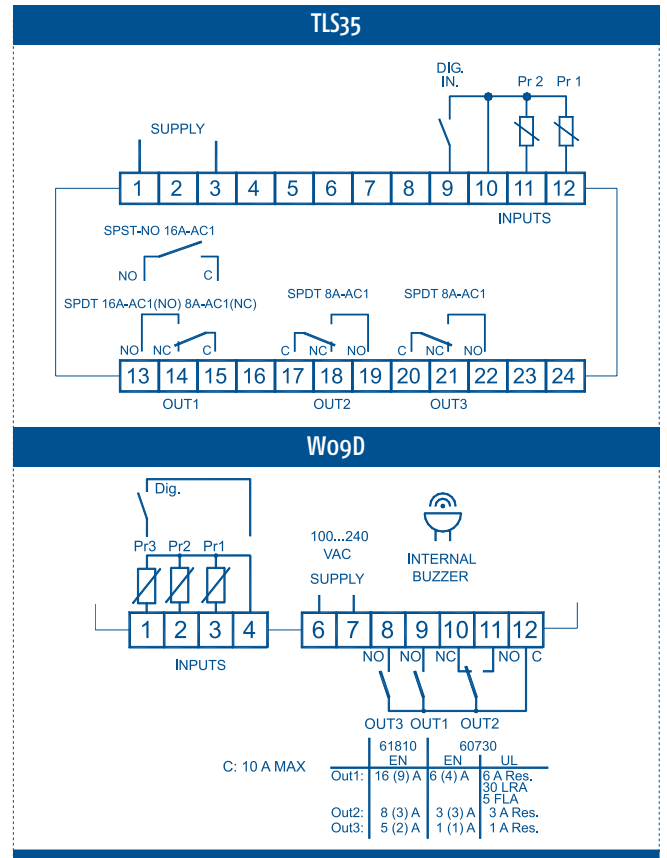 TLS35
DIG.
IN. Pr 2 Pr 1
SUPPLY
1 2 3 4 5 6 7 8 9 10 11 12
INPUTS
SPST-NO 16A-AC1
NO C
SPDT 16A-AC1(NO) 8A-AC1(NC) SPDT 8A-AC1 SPDT 8A-AC1
NO NC C C NC NO C NC NO
13 14 15 16 17 18 19 20 21 22 23 24
OUT1 OUT2 OUT3
W09D
Dig.
Pr3 Pr2 Pr1
100...240
VAC
SUPPLY
INTERNAL
BUZZER
1 2 3 4 6 7 8 9 10 11 12
INPUTS
NO NO NC NO C
OUT3 OUT1 OUT2
C: 10 A MAX
61810 60730
EN EN UL
Out1: 16 (9) A 6 (4) A 6 A Res.
30 LRA
5 FLA
Out2: 8 (3) A 3 (3) A 3 A Res.
Out3: 5 (2) A 1 (1) A 1 A Res.